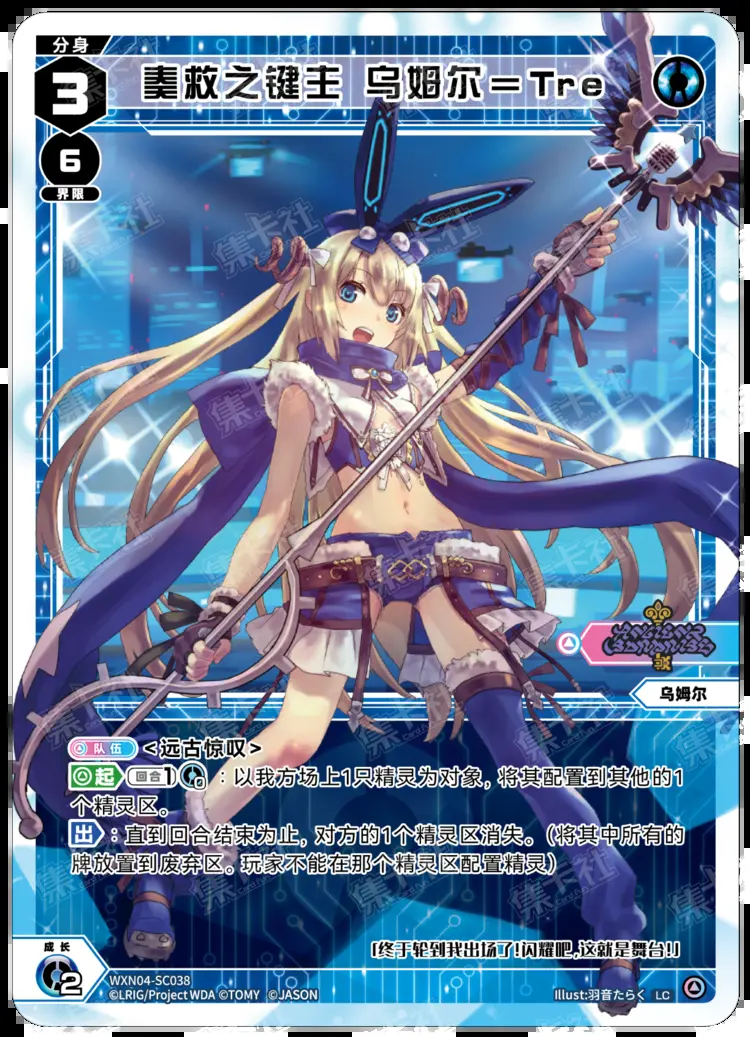 分身
3
奏救之键主 乌姆尔=Tre
6
界限
乌姆尔
队伍 <远古惊叹>
起 回合1 0 : 以我方场上1只精灵为对象, 将其配置到其他的1
个精灵区。
出 : 直到回合结束为止, 对方的1个精灵区消失。(将其中所有的
牌放置到废弃区。玩家不能在那个精灵区配置精灵)
「终于轮到我出场了!闪耀吧,这就是舞台!」
成长
2
WXN04-SC038
©LRIG/Project WDA ©TOMY ©JASON
Illust:羽音たらく LC
集卡社